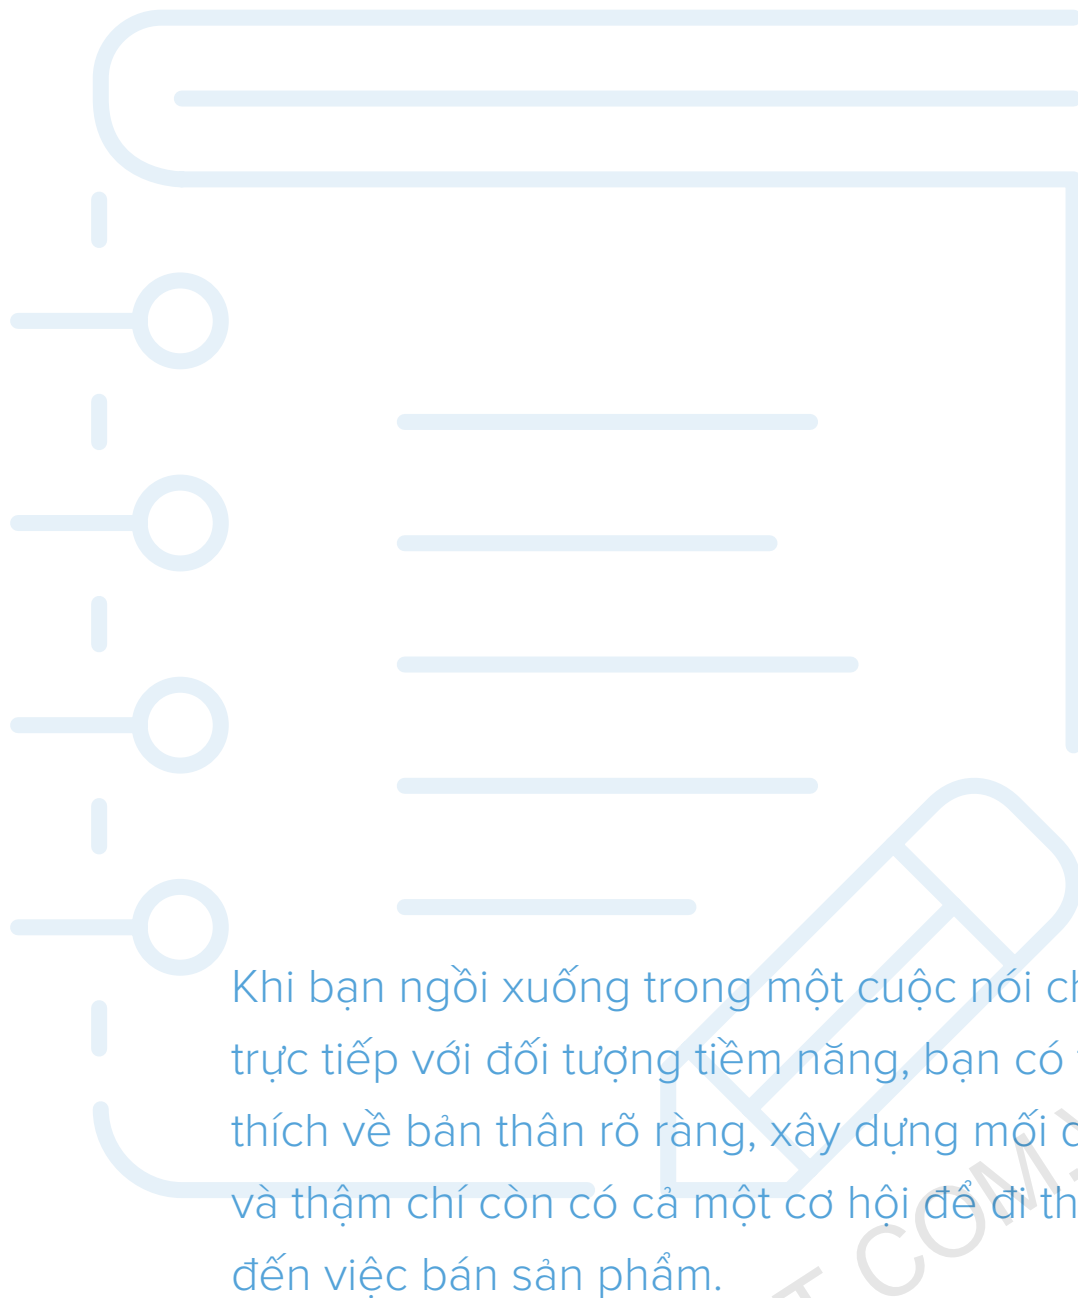 Khi bạn ngồi xuống trong một cuộc nói
trực tiếp với đối tượng tiềm năng, bạn có
thích về bản thân rõ ràng, xây dựng mối
và thậm chí còn có cả một cơ hội để đi
đến việc bán sản phẩm.
COM.